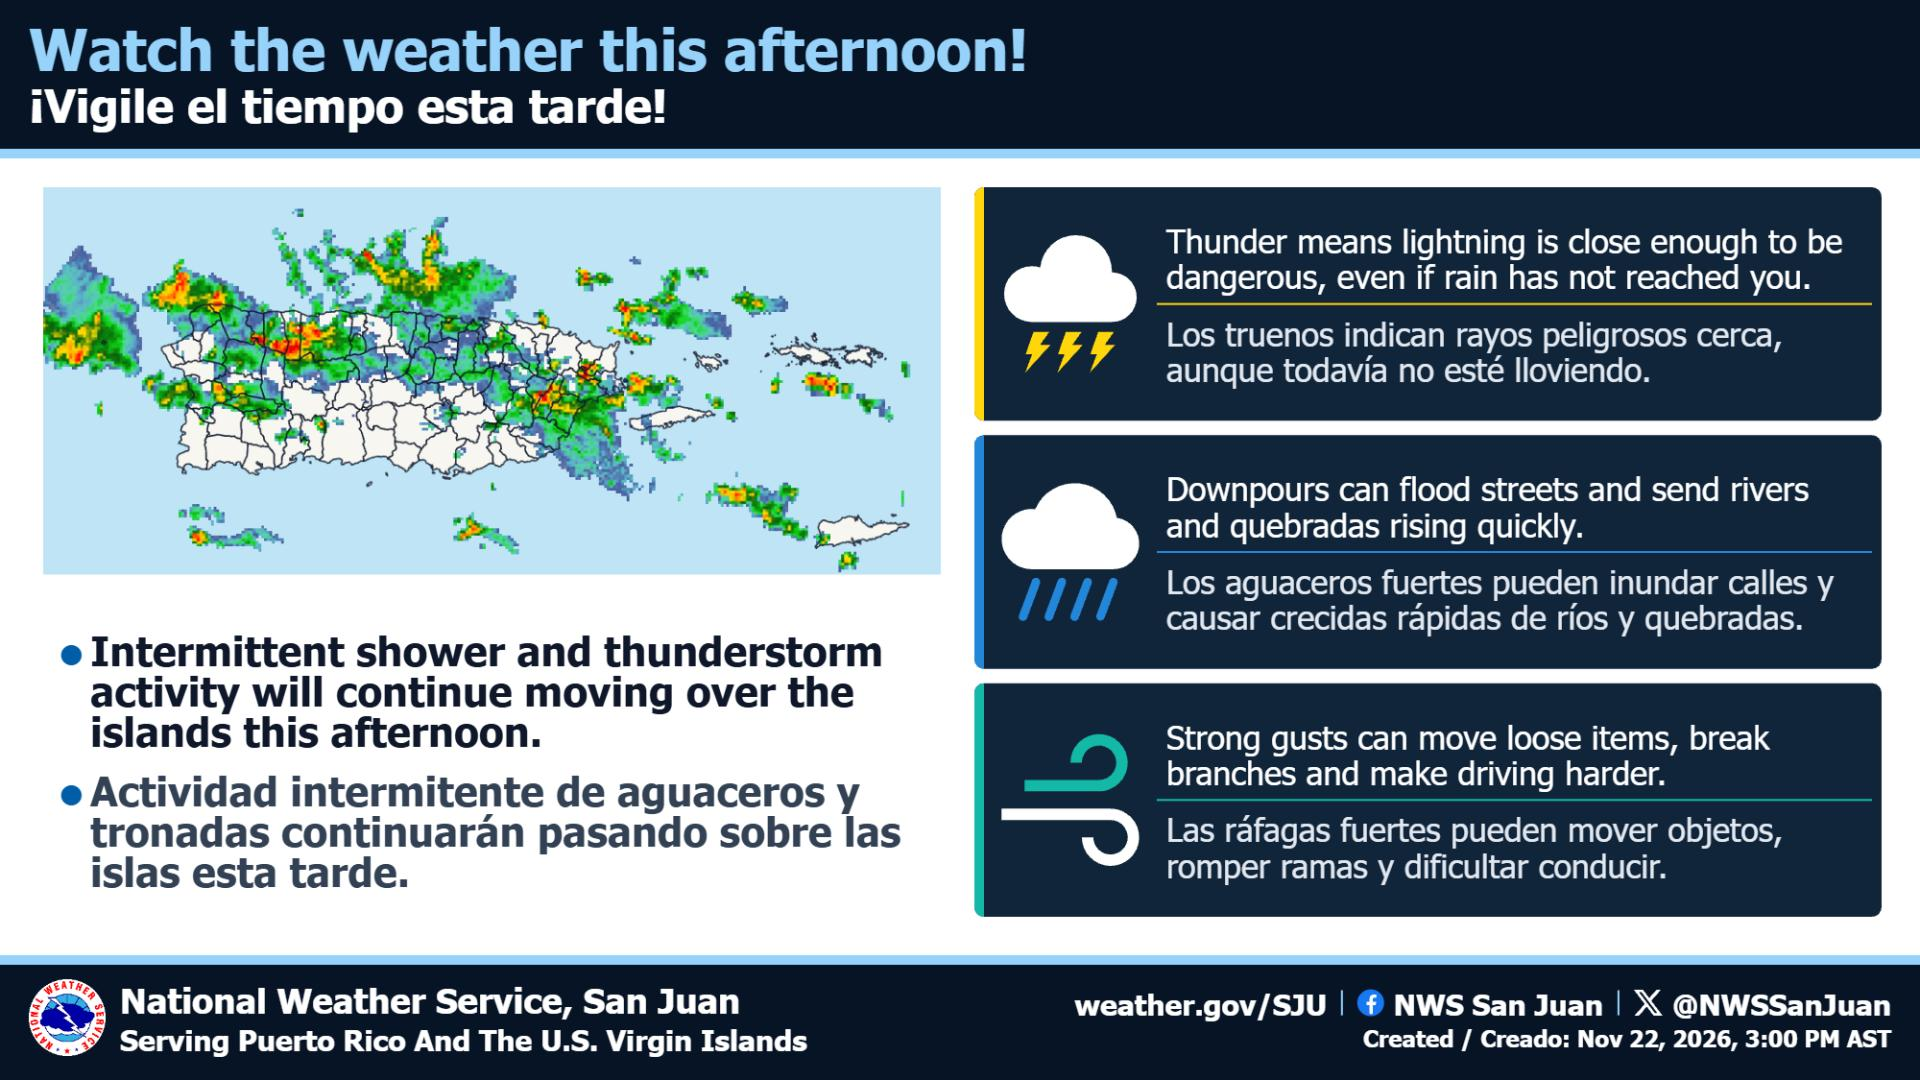 Watch the weather this afternoon!
¡Vigile el tiempo esta tarde!
Intermittent shower and thunderstorm
activity will continue moving over the
islands this afternoon.
Actividad intermitente de aguaceros y
tronadas continuarán pasando sobre las
islas esta tarde.
Thunder means lightning is close enough to be
dangerous, even if rain has not reached you.
Los truenos indican rayos peligrosos cerca,
aunque todavía no esté lloviendo.
Downpours can flood streets and send rivers
and quebradas rising quickly.
Los aguaceros fuertes pueden inundar calles y
causar crecidas rápidas de ríos y quebradas.
Strong gusts can move loose items, break
branches and make driving harder.
Las ráfagas fuertes pueden mover objetos,
romper ramas y dificultar conducir.
NATIONAL WEATHER SERVICE
National Weather Service, San Juan
Serving Puerto Rico And The U.S. Virgin Islands
weather.gov/SJU | NWS San Juan | @NWSSanJuan
Created / Creado: Nov 22, 2026, 3:00 PM AST